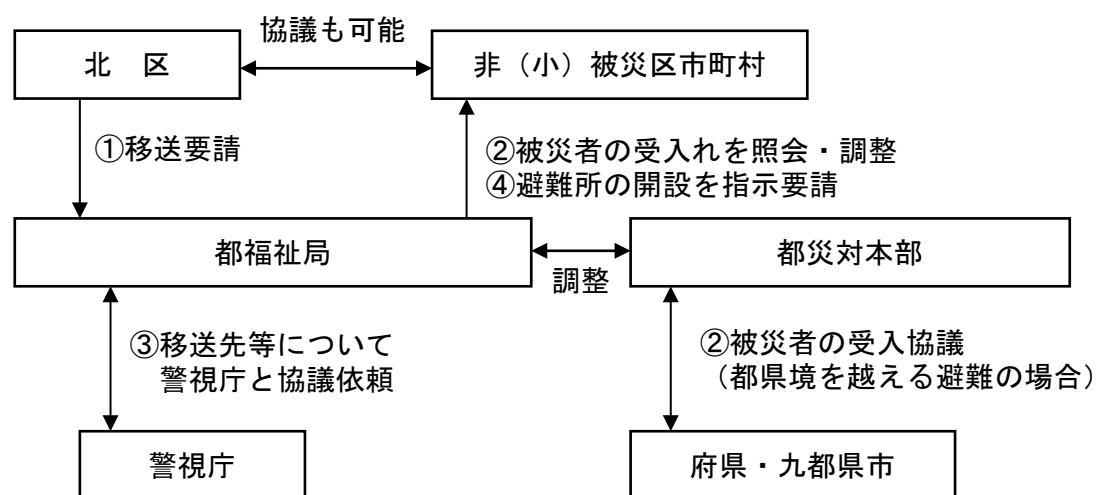 協議も可能
北　区
非（小）被災区市町村
①移送要請
②被災者の受入れを照会・調整
④避難所の開設を指示要請
都福祉局
都災対本部
調整
③移送先等について
警視庁と協議依頼
②被災者の受入協議
（都県境を越える避難の場合）
警視庁
府県・九都県市